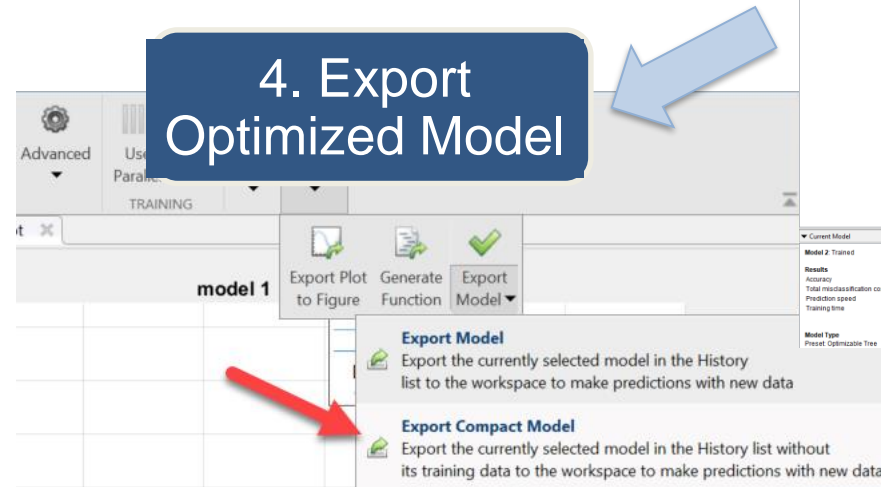 4. Export
Optimized Model
Advanced
Use
TRAINING
model 1
Export Plot
to Figure
Generate
Function
Export
Model
Export Model
Export the currently selected model in the History
list to the workspace to make predictions with new data
Export Compact Model
Export the currently selected model in the History list without
its training data to the workspace to make predictions with new data
Current Model
Model 2: Trained
Results
Accuracy
Total misclassification co
Prediction speed
Training time
Model Type
Preset: Optimizable Tree